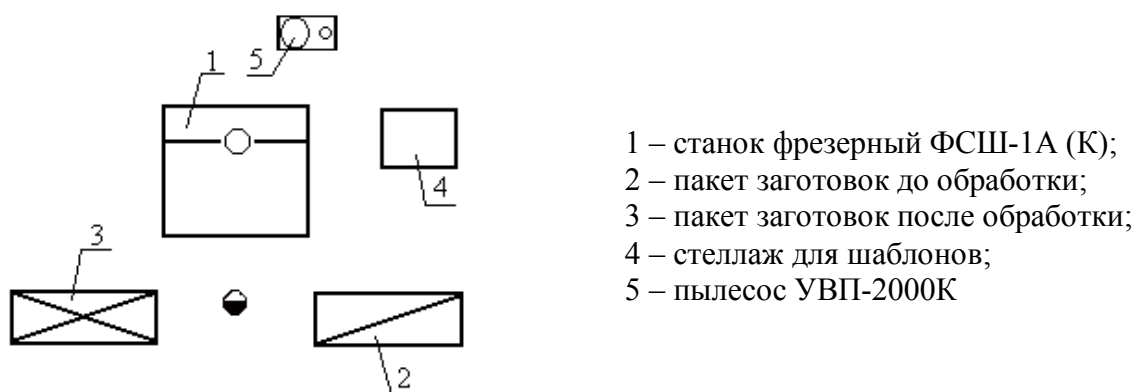 5
1
4
3
2
1 – станок фрезерный ФСШ-1А (К);
2 – пакет заготовок до обработки;
3 – пакет заготовок после обработки;
4 – стеллаж для шаблонов;
5 – пылесос УВП-2000К